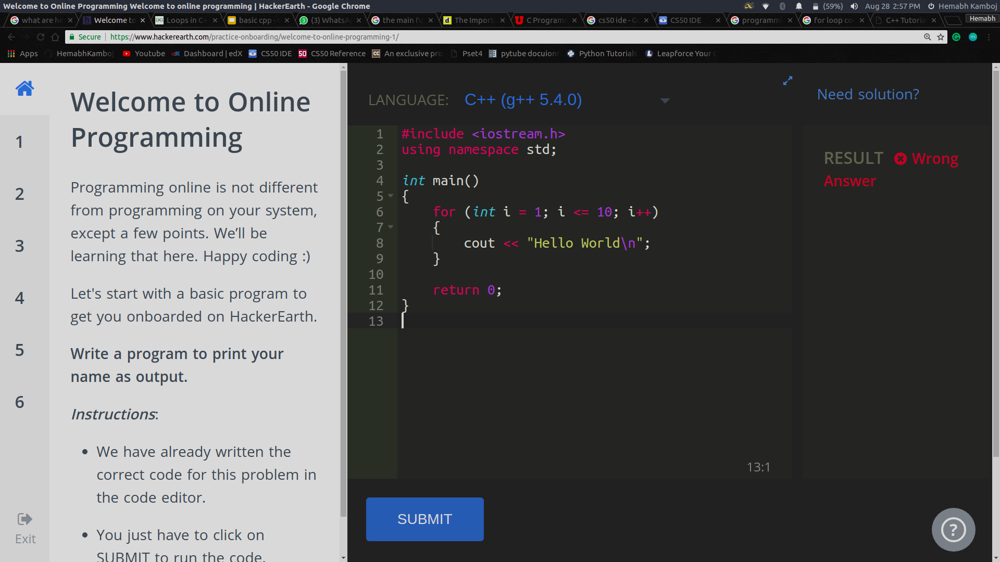 Welcome to Online Programming Welcome to online programming | HackerEarth - Google Chrome
(59%) Aug 28 2:57 PM Hemabh Kamboj
what are he Welcome to Loops in C+ basic cpp - (3) WhatsA the main fu The Import C Program cs50 ide - G CS50 IDE programmi for loop co C++ Tutoria Hemabh
Secure https://www.hackerearth.com/practice-onboarding/welcome-to-online-programming-1/
Apps HemabhKamboj Youtube Dashboard | edX CS50 IDE CS50 Reference An exclusive pro Pset4 pytube docuion Python Tutorials Leapforce Your
Welcome to Online
Programming
1
2
3
4
5
6
Exit
Programming online is not different
from programming on your system,
except a few points. We’ll be
learning that here. Happy coding :)
Let's start with a basic program to
get you onboarded on HackerEarth.
Write a program to print your
name as output.
Instructions:
• We have already written the
correct code for this problem in
the code editor.
• You just have to click on
SUBMIT to run the code.
LANGUAGE: C++ (g++ 5.4.0)
Need solution?
1 #include <iostream.h>
2 using namespace std;
3
4 int main()
5 {
6     for (int i = 1; i <= 10; i++)
7     {
8         cout << "Hello World\n";
9     }
10
11     return 0;
12 }
13
13:1
RESULT Wrong
Answer
SUBMIT
?